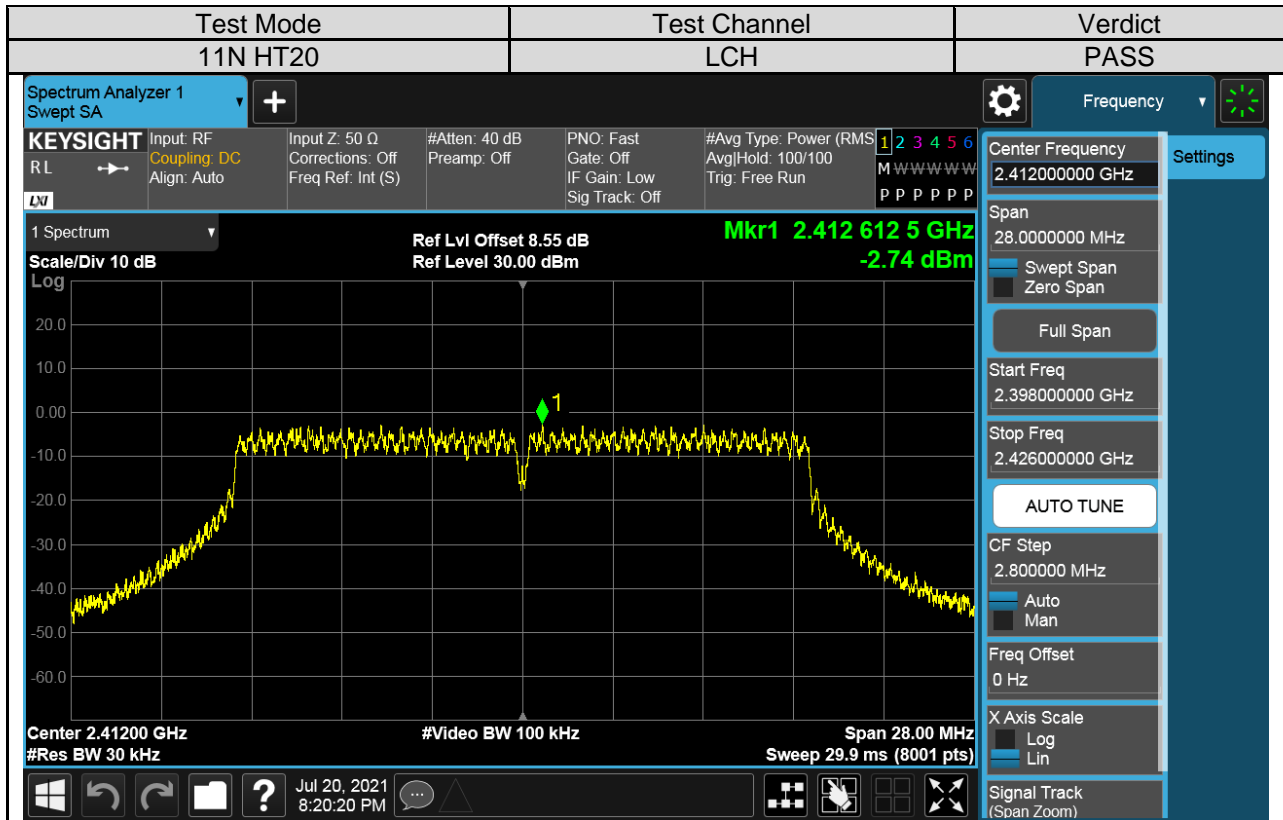 Test Mode Test Channel Verdict
11N HT20 LCH PASS
Spectrum Analyzer 1
Swept SA
Frequency
KEYSIGHT
R L
LXI
Input: RF
Coupling: DC
Align: Auto
Input Z: 50 Ω
Corrections: Off
Freq Ref: Int (S)
#Atten: 40 dB
Preamp: Off
PNO: Fast
Gate: Off
IF Gain: Low
Sig Track: Off
#Avg Type: Power (RMS
Avg|Hold: 100/100
Trig: Free Run
1 2 3 4 5 6
M W W W W W
P P P P P P
1 Spectrum
Scale/Div 10 dB
Log
Ref Lvl Offset 8.55 dB
Ref Level 30.00 dBm
Mkr1 2.412 612 5 GHz
-2.74 dBm
20.0
10.0
0.00
-10.0
-20.0
-30.0
-40.0
-50.0
-60.0
1
Center 2.41200 GHz
#Res BW 30 kHz
#Video BW 100 kHz
Span 28.00 MHz
Sweep 29.9 ms (8001 pts)
Center Frequency
2.412000000 GHz
Settings
Span
28.0000000 MHz
Swept Span
Zero Span
Full Span
Start Freq
2.398000000 GHz
Stop Freq
2.426000000 GHz
AUTO TUNE
CF Step
2.800000 MHz
Auto
Man
Freq Offset
0 Hz
X Axis Scale
Log
Lin
Signal Track
(Span Zoom)
Jul 20, 2021
8:20:20 PM